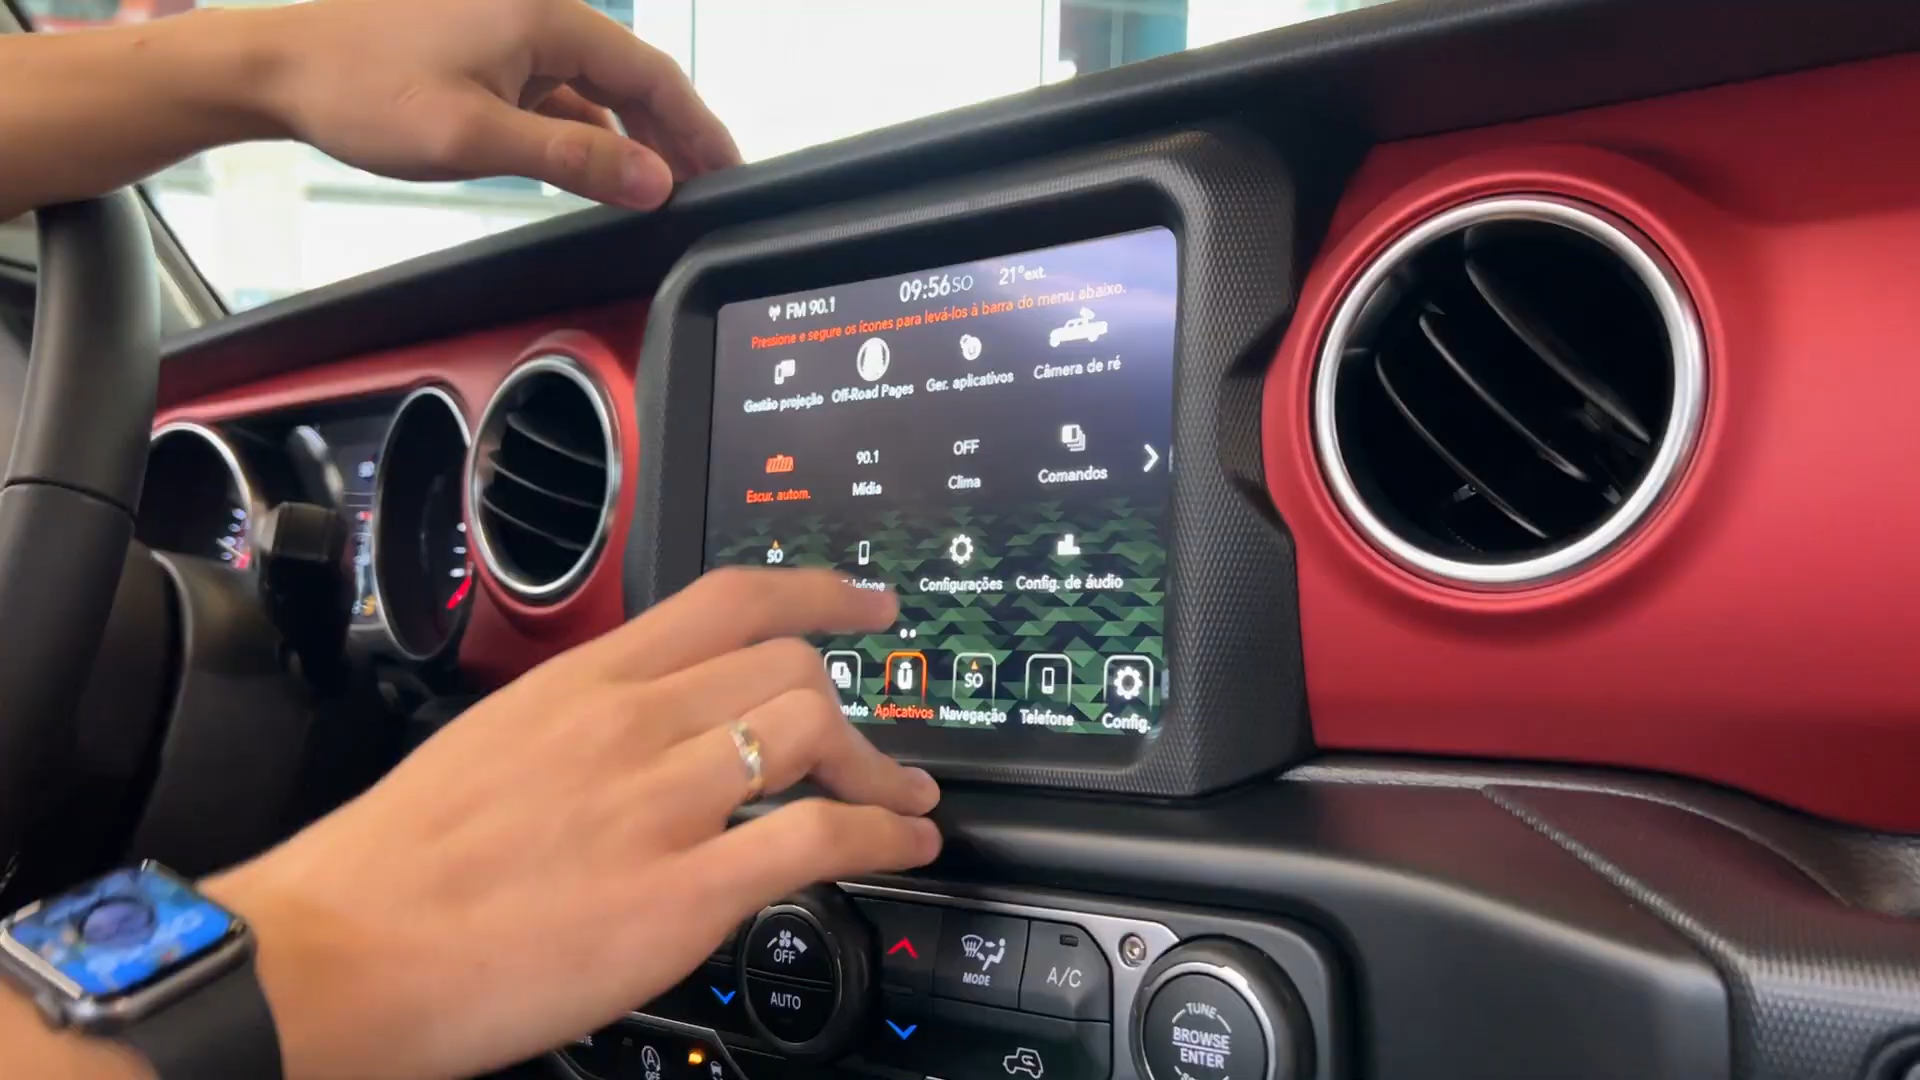 FM 90.1
09:56 SO
21° ext.
Pressione e segure os ícones para levá-los à barra do menu abaixo.
Gestão projeção
Off-Road Pages
Ger. aplicativos
Câmera de ré
Escur. autom.
90.1
Mídia
OFF
Clima
Comandos
SO
Configurações
Config. de áudio
Aplicativos
SO
Navegação
Telefone
Config.
OFF
AUTO
MODE
A/C
TUNE
BROWSE
ENTER
A
OFF